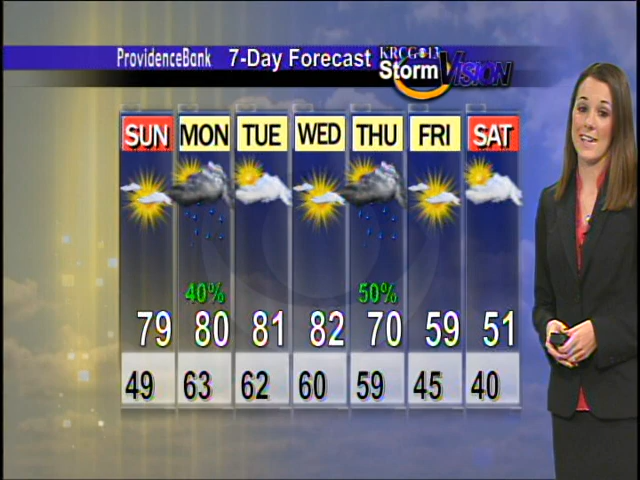 ProvidenceBank 7-Day Forecast KRCG 13
StormVISION
SUN MON TUE WED THU FRI SAT
40% 50%
79 80 81 82 70 59 51
49 63 62 60 59 45 40